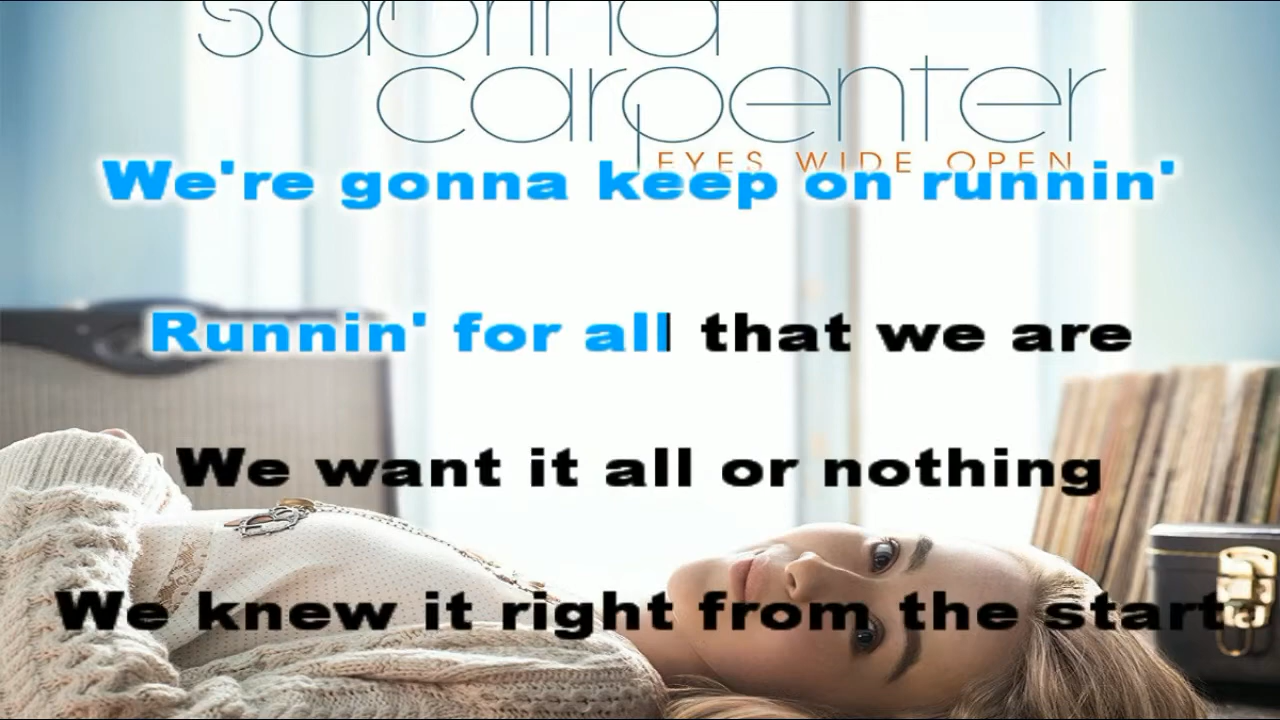 sabrina
carpenter
EYES WIDE OPEN
We're gonna keep on runnin'
Runnin' for all that we are
We want it all or nothing
We knew it right from the start